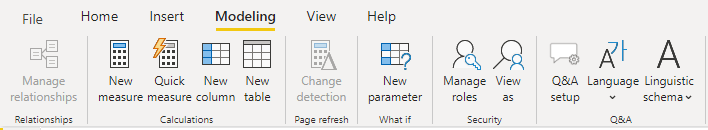 File Home Insert Modeling View Help
Manage relationships
New measure
Quick measure
New column
New table
Change detection
New parameter
Manage roles
View as
Q&A setup
Language
Linguistic schema
Relationships Calculations Page refresh What if Security Q&A